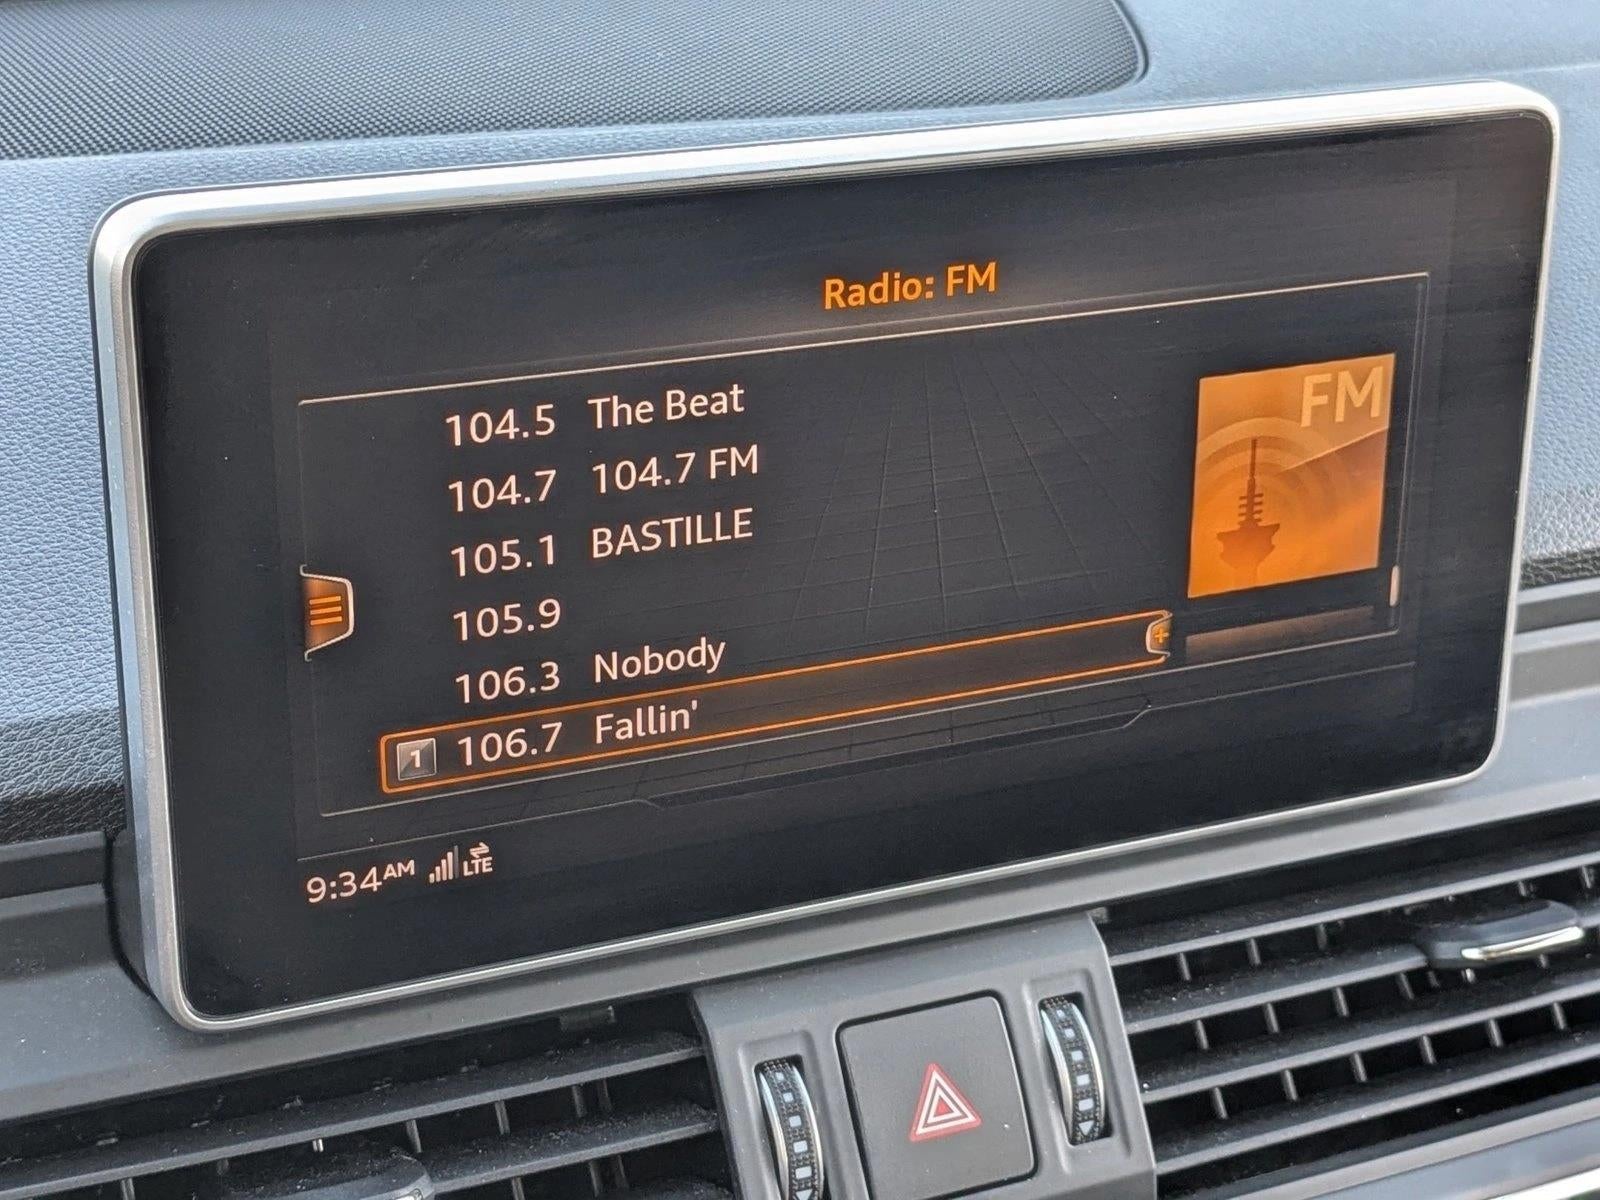 Radio: FM
FM
104.5 The Beat
104.7 104.7 FM
105.1 BASTILLE
105.9
106.3 Nobody
1 106.7 Fallin'
9:34AM LTE